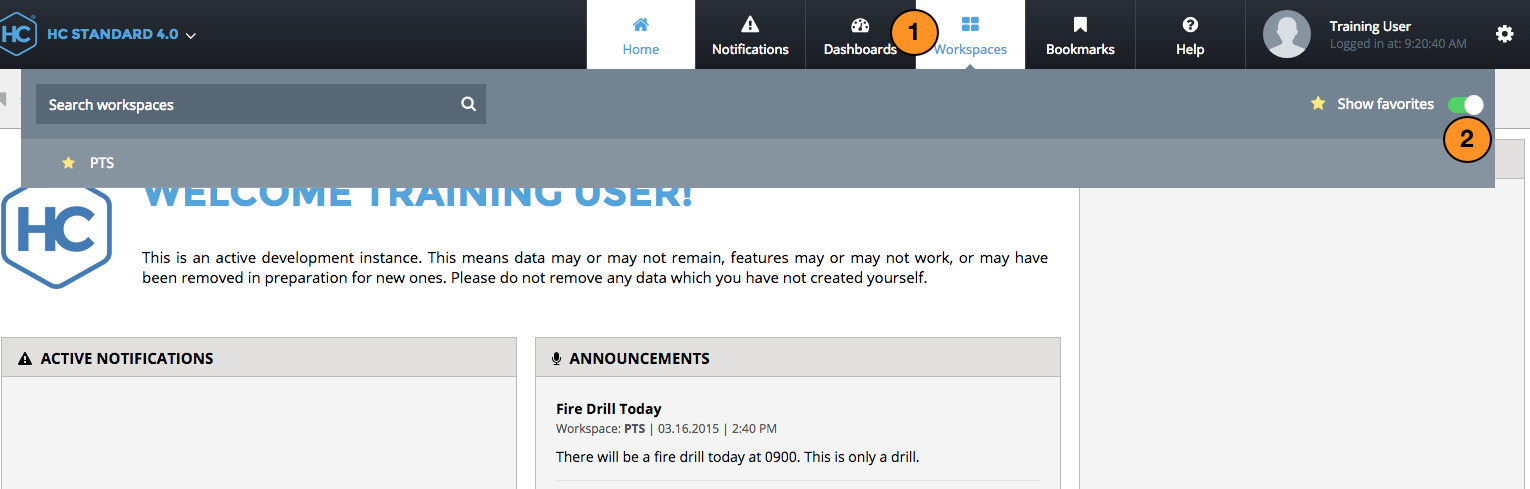 HC HC STANDARD 4.0
Home
Notifications
Dashboards
1
Workspaces
Bookmarks
Help
Training User
Logged in at: 9:20:40 AM
Search workspaces
Show favorites
2
PTS
HC
WELCOME TRAINING USER!
This is an active development instance. This means data may or may not remain, features may or may not work, or may have
been removed in preparation for new ones. Please do not remove any data which you have not created yourself.
ACTIVE NOTIFICATIONS
ANNOUNCEMENTS
Fire Drill Today
Workspace: PTS | 03.16.2015 | 2:40 PM
There will be a fire drill today at 0900. This is only a drill.